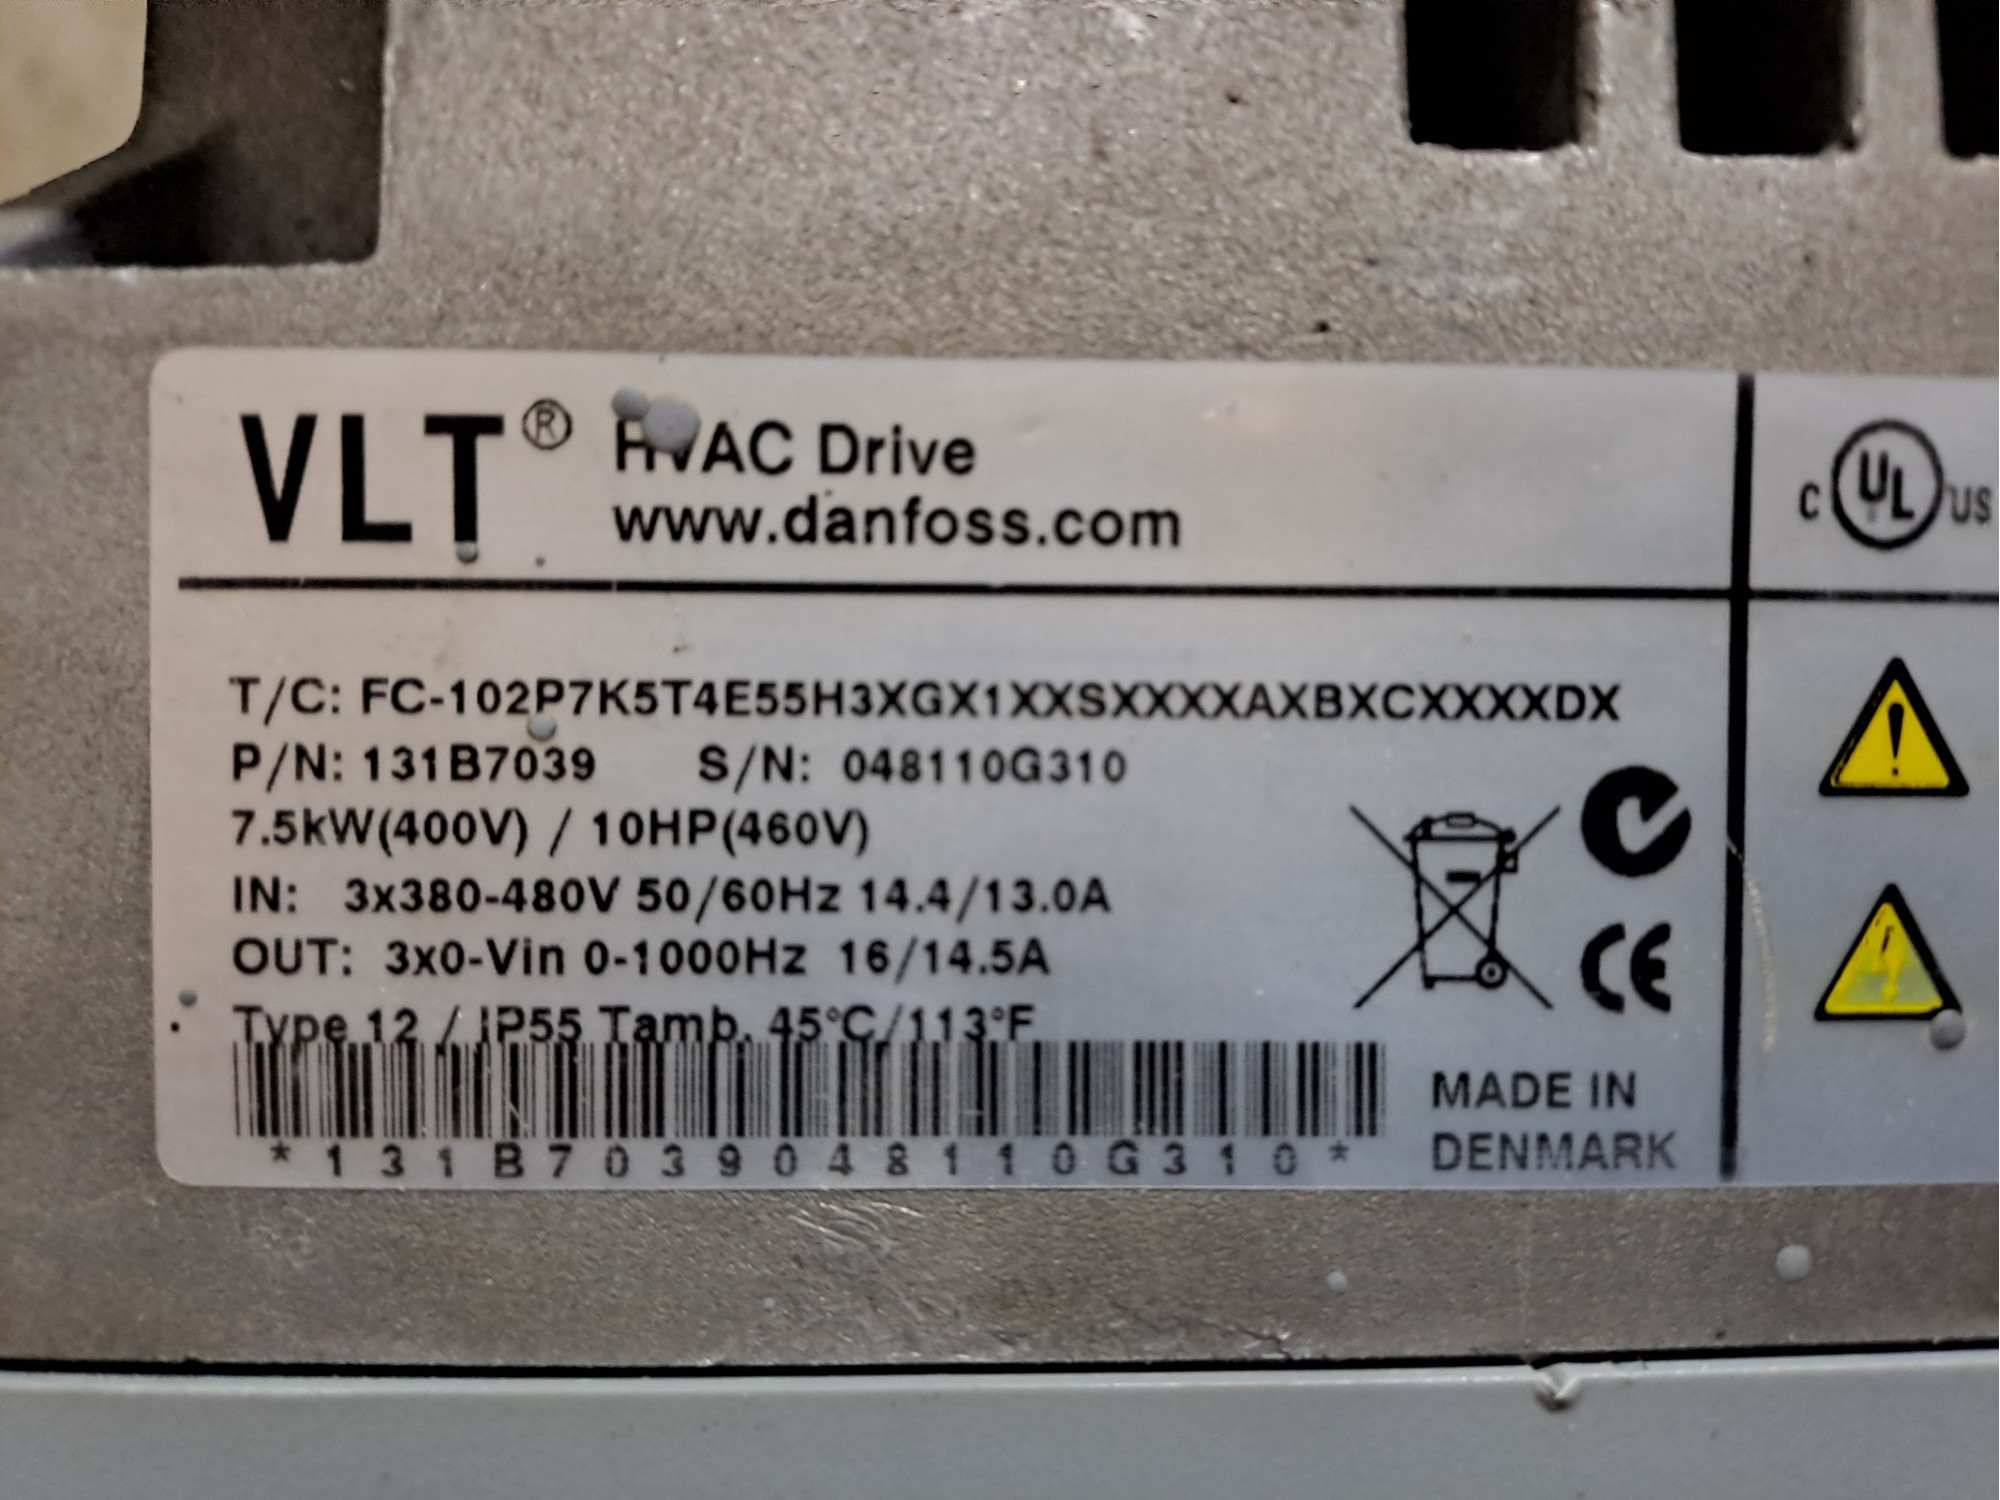 VLT® HVAC Drive
www.danfoss.com
C UL US
T/C: FC-102P7K5T4E55H3XGX1XXSXXXXAXBXCXXXXDX
P/N: 131B7039 S/N: 048110G310
7.5kW(400V) / 10HP(460V)
IN: 3x380-480V 50/60Hz 14.4/13.0A
OUT: 3x0-Vin 0-1000Hz 16/14.5A
CE
Type 12 / IP55 Tamb. 45°C/113°F
*131B7039048110G310*
MADE IN
DENMARK